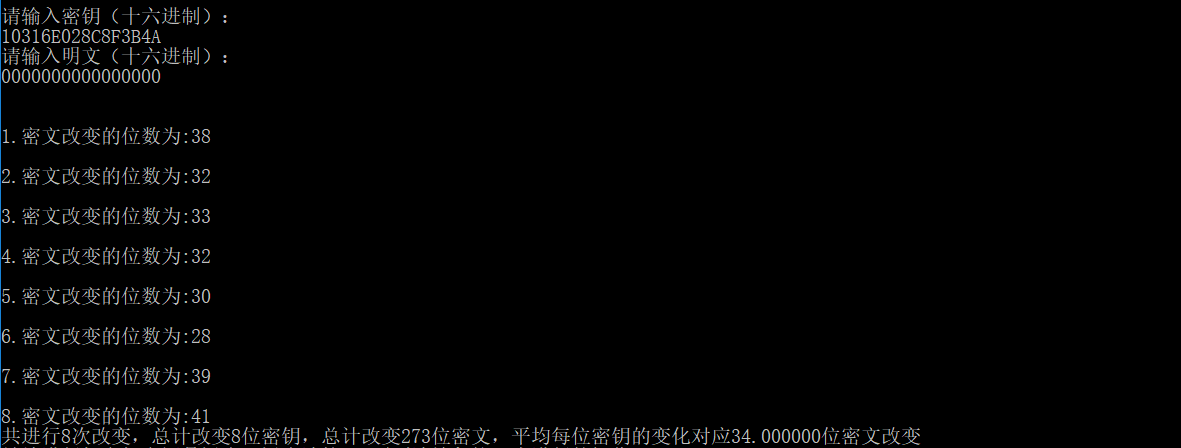 请输入密钥（十六进制）：
10316E028C8F3B4A
请输入明文（十六进制）：
0000000000000000
1.密文改变的位数为:38
2.密文改变的位数为:32
3.密文改变的位数为:33
4.密文改变的位数为:32
5.密文改变的位数为:30
6.密文改变的位数为:28
7.密文改变的位数为:39
8.密文改变的位数为:41
共进行8次改变，总计改变8位密钥，总计改变273位密文，平均每位密钥的变化对应34.000000位密文改变